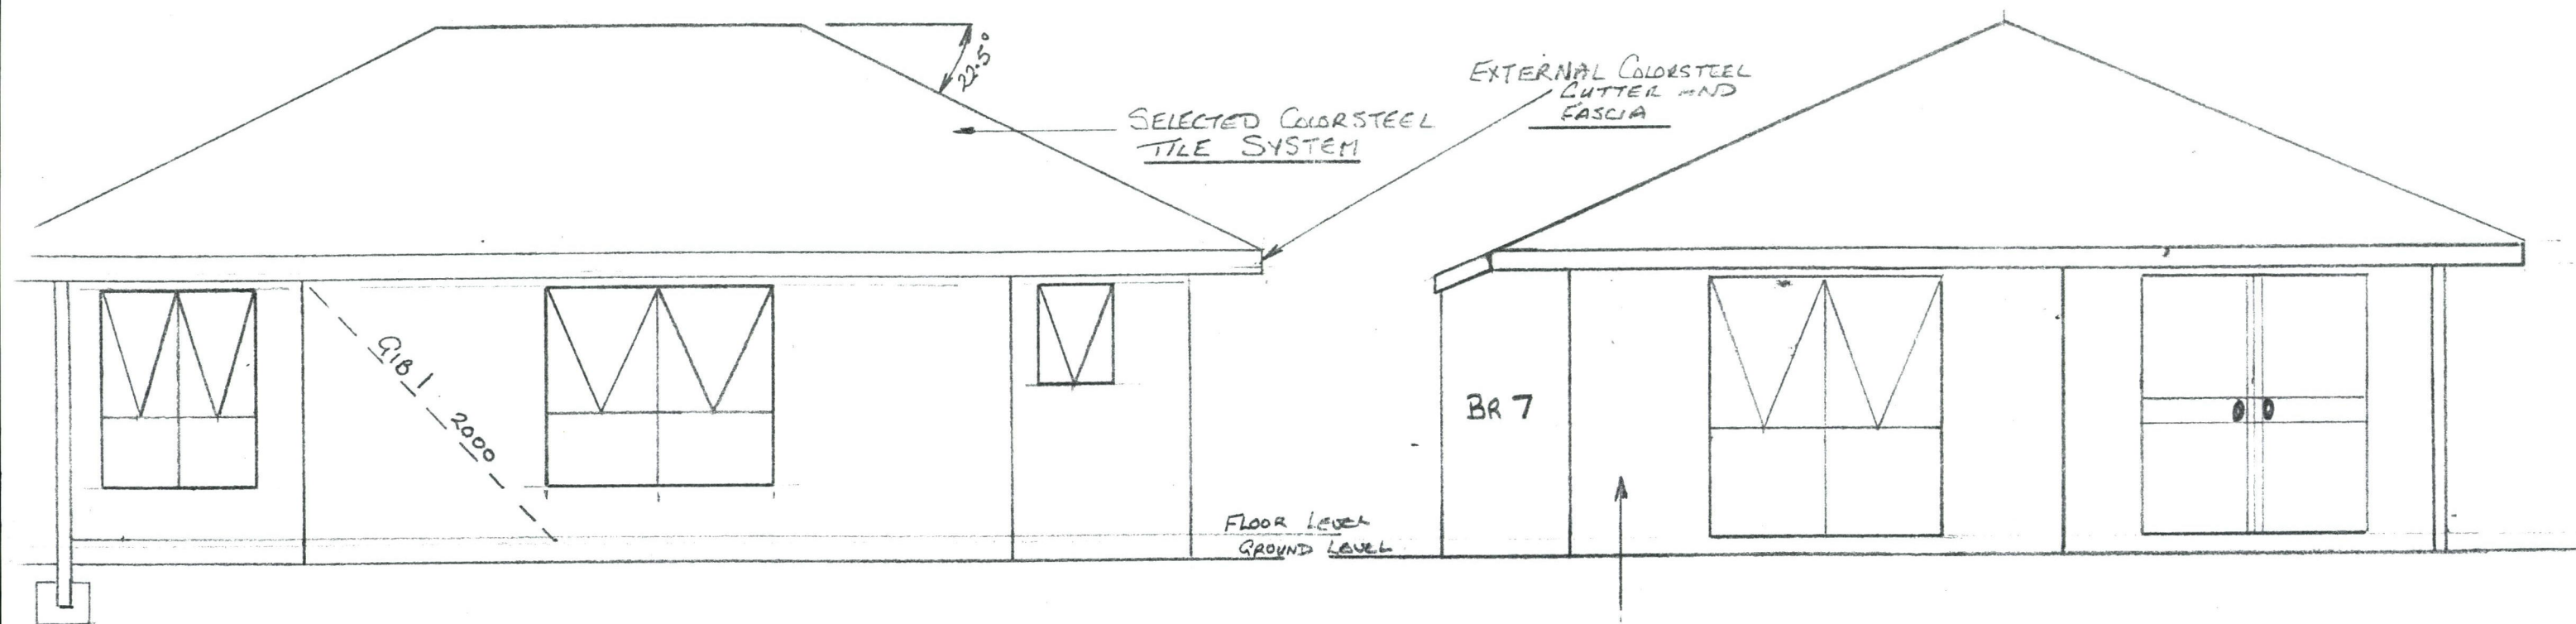 22.5°
SELECTED COLORSTEEL
TILE SYSTEM
EXTERNAL COLORSTEEL
GUTTER AND
FASCIA
GIB 1 2000
BR 7
FLOOR LEVEL
GROUND LEVEL